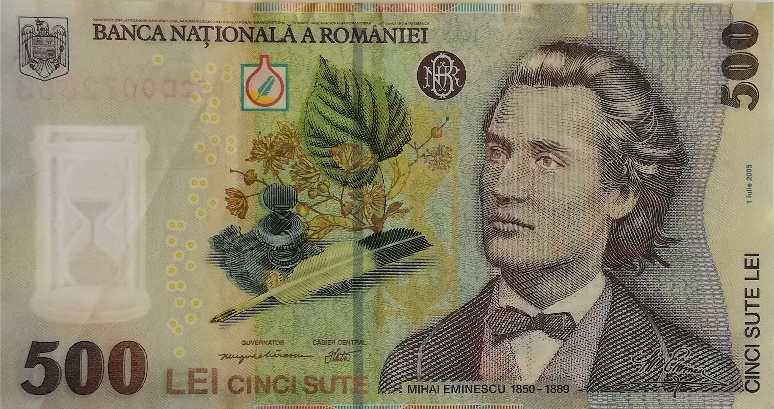 BANCA NAȚIONALĂ A ROMÂNIEI
500
1 iulie 2005
GUVERNATOR
CASIER CENTRAL
500 LEI CINCI SUTE
MIHAI EMINESCU 1850 - 1889
CINCI SUTE LEI